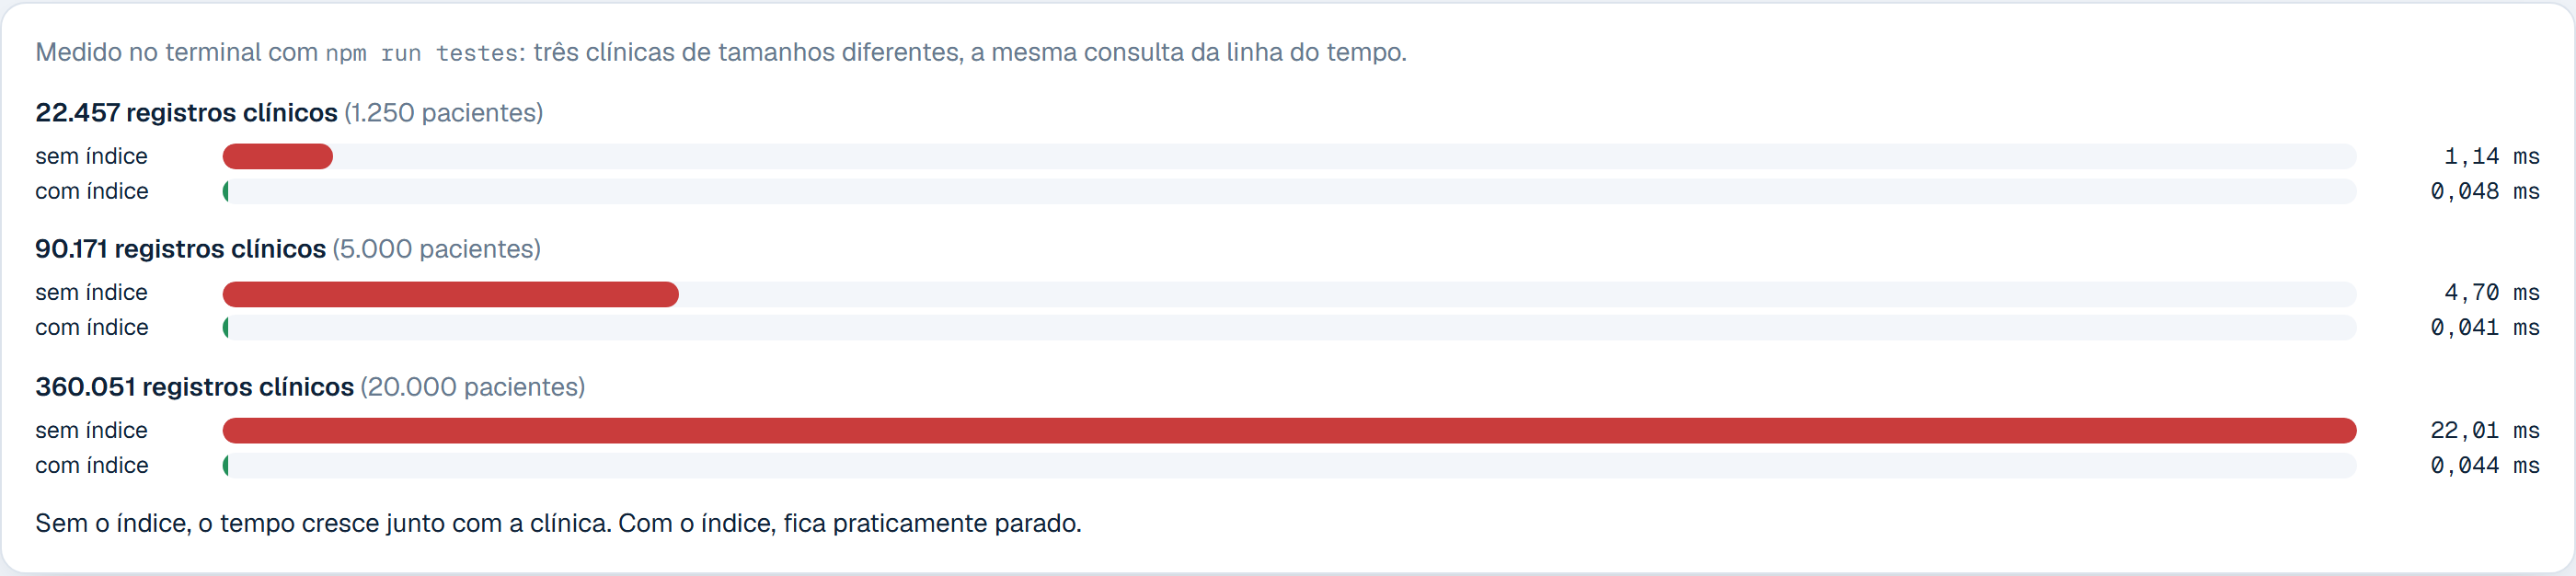 Medido no terminal com npm run testes: três clínicas de tamanhos diferentes, a mesma consulta da linha do tempo.
22.457 registros clínicos (1.250 pacientes)
sem índice 1,14 ms
com índice 0,048 ms
90.171 registros clínicos (5.000 pacientes)
sem índice 4,70 ms
com índice 0,041 ms
360.051 registros clínicos (20.000 pacientes)
sem índice 22,01 ms
com índice 0,044 ms
Sem o índice, o tempo cresce junto com a clínica. Com o índice, fica praticamente parado.